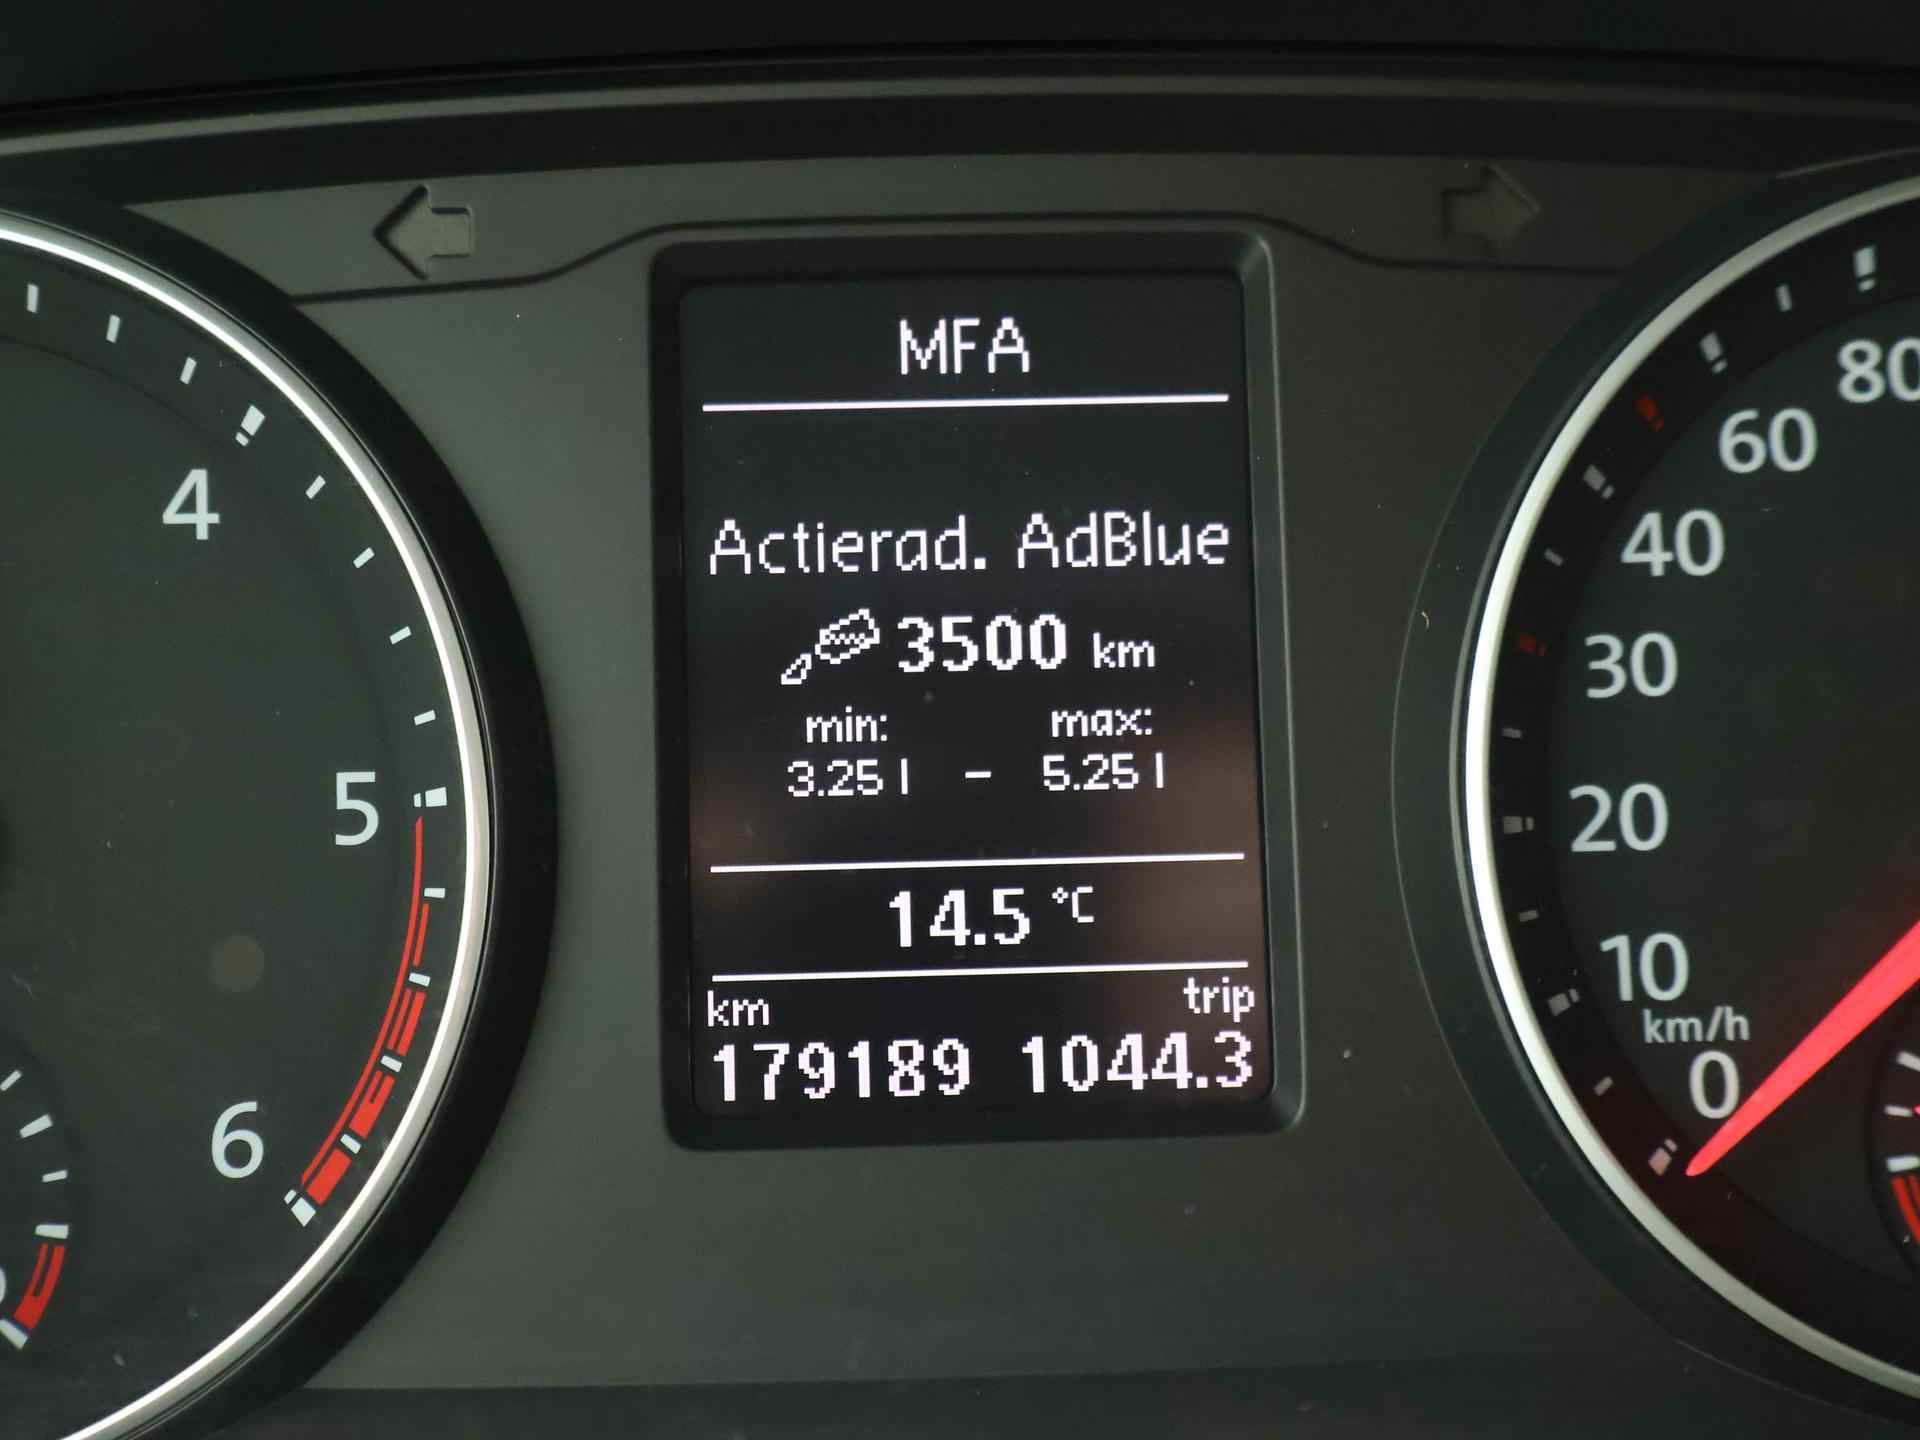 MFA
Actierad. AdBlue
3500 km
min: max:
3.25 l - 5.25 l
14.5 °C
km trip
179189 1044.3
4
5
6
80
60
40
30
20
10
km/h
0